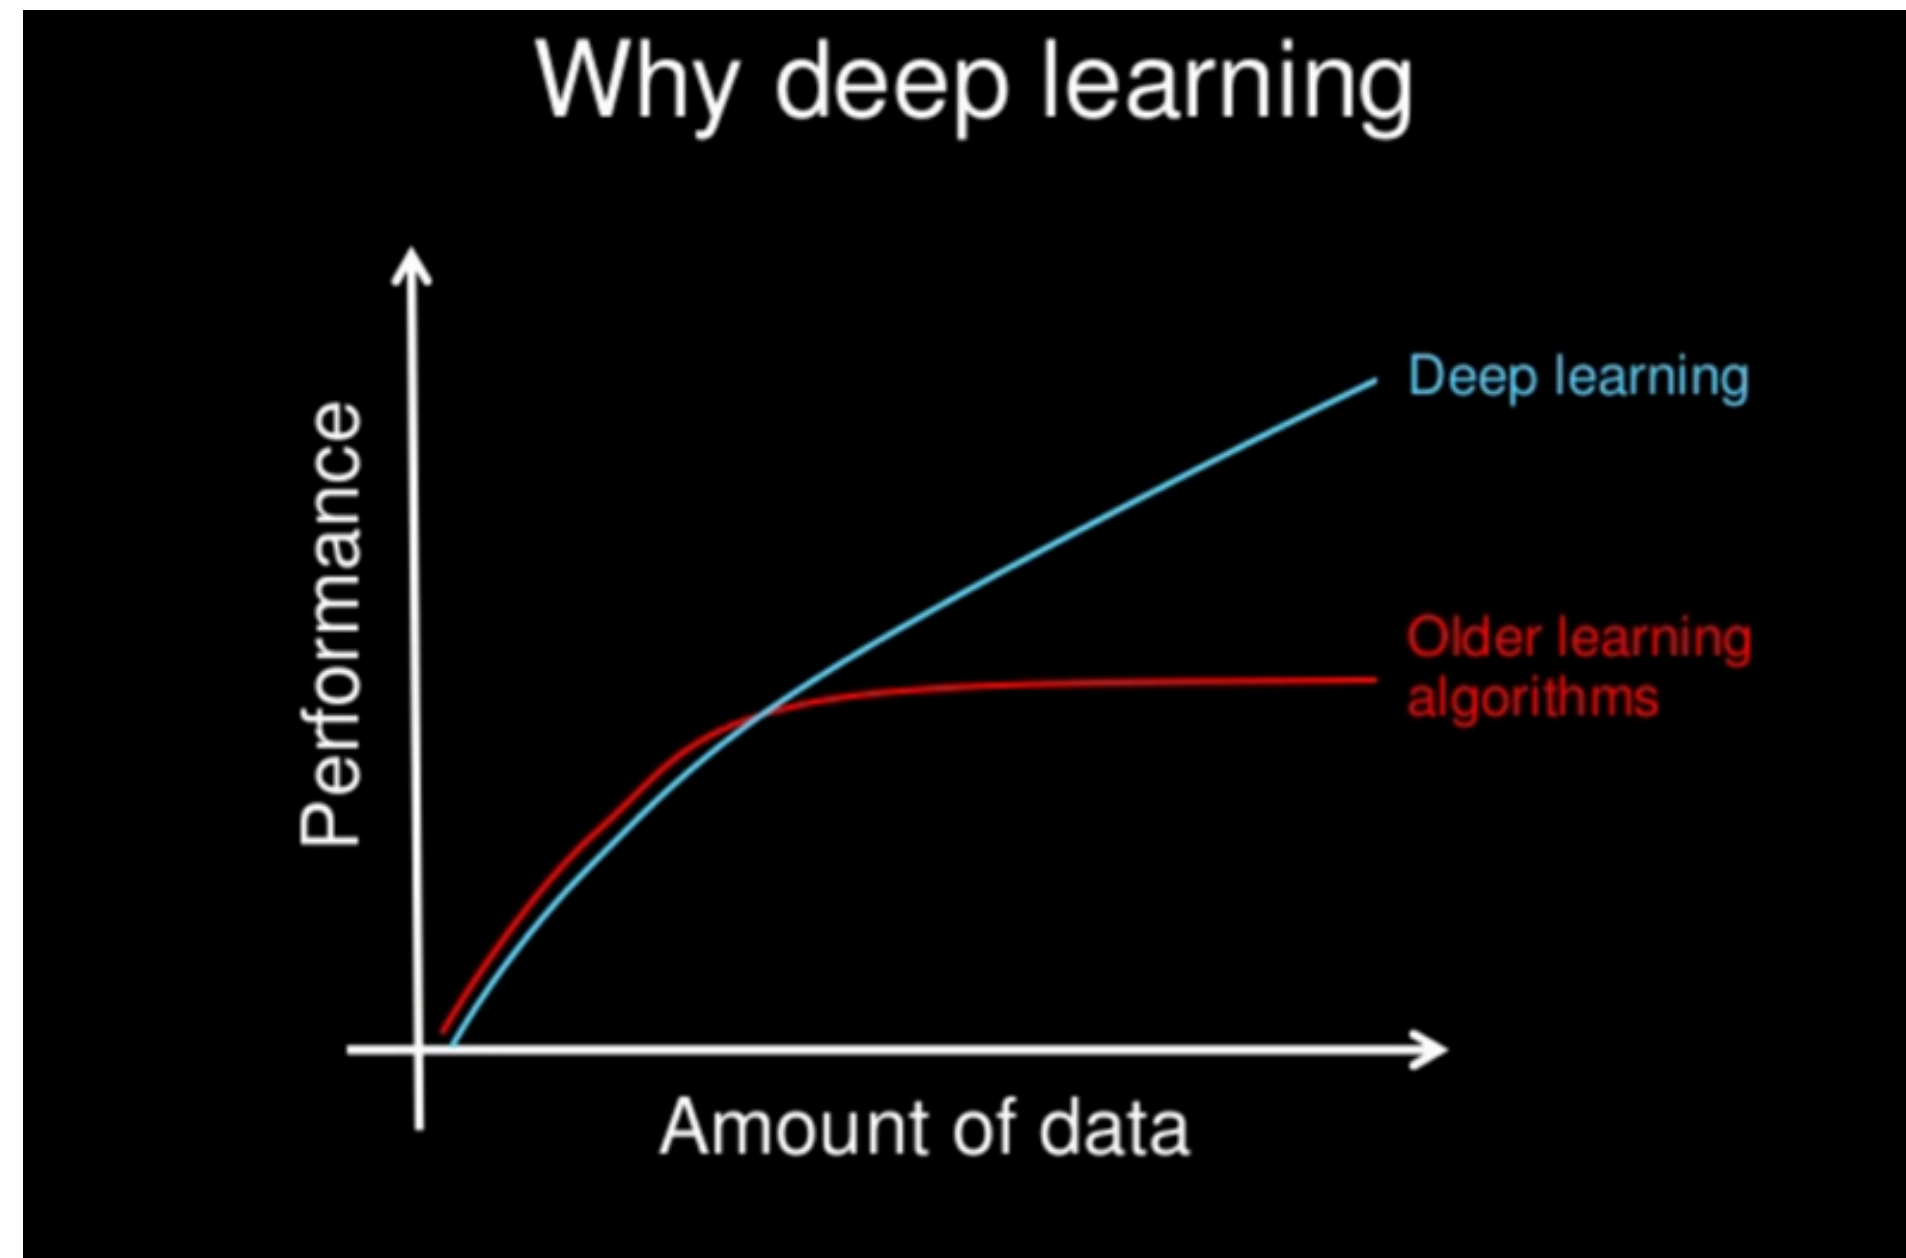 Why deep learning
Performance
Deep learning
Older learning
algorithms
Amount of data